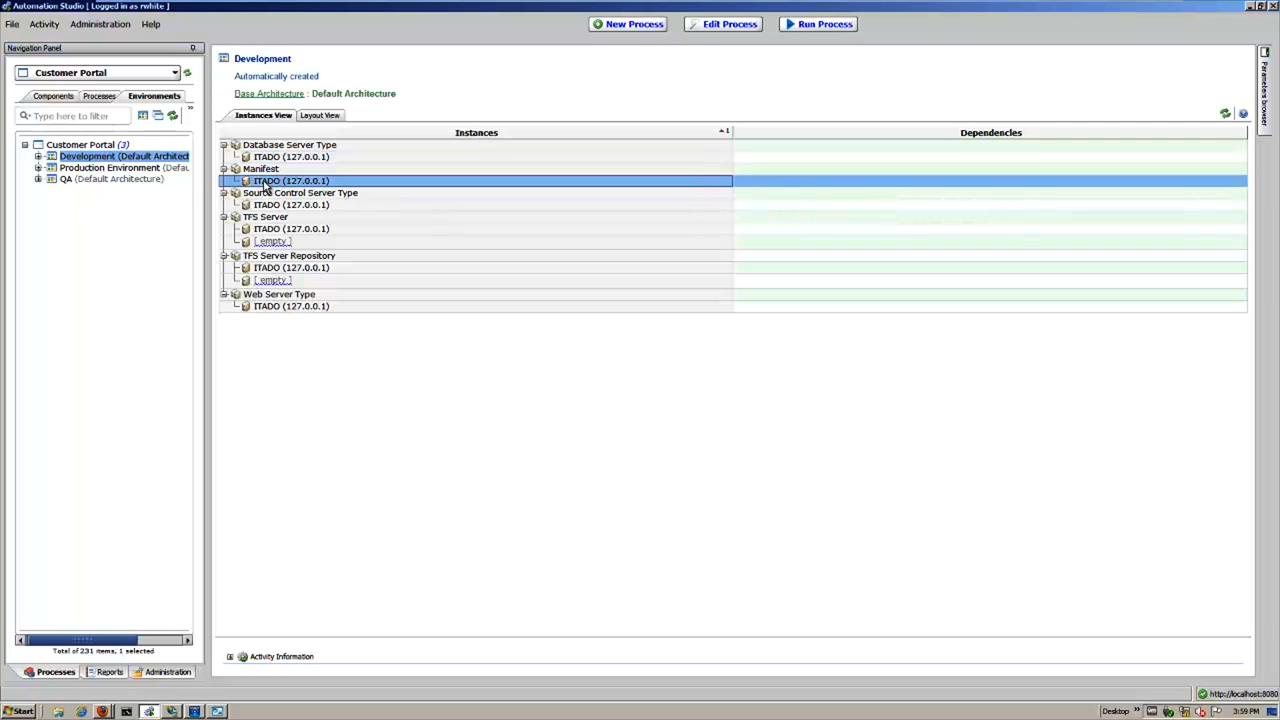 Automation Studio [ Logged in as rwhite ]
File Activity Administration Help
New Process Edit Process Run Process
Navigation Panel
Customer Portal
Components Processes Environments
Type here to filter
Customer Portal (3)
Development (Default Architect
Production Environment (Defau
QA (Default Architecture)
Total of 231 items, 1 selected
Processes Reports Administration
Development
Automatically created
Base Architecture : Default Architecture
Instances View Layout View
Instances 1 Dependencies
Database Server Type
ITADO (127.0.0.1)
Manifest
ITADO (127.0.0.1)
Source Control Server Type
ITADO (127.0.0.1)
TFS Server
ITADO (127.0.0.1)
[ empty ]
TFS Server Repository
ITADO (127.0.0.1)
[ empty ]
Web Server Type
ITADO (127.0.0.1)
Activity Information
Parameters browser
http://localhost:8080
Start Desktop 3:59 PM